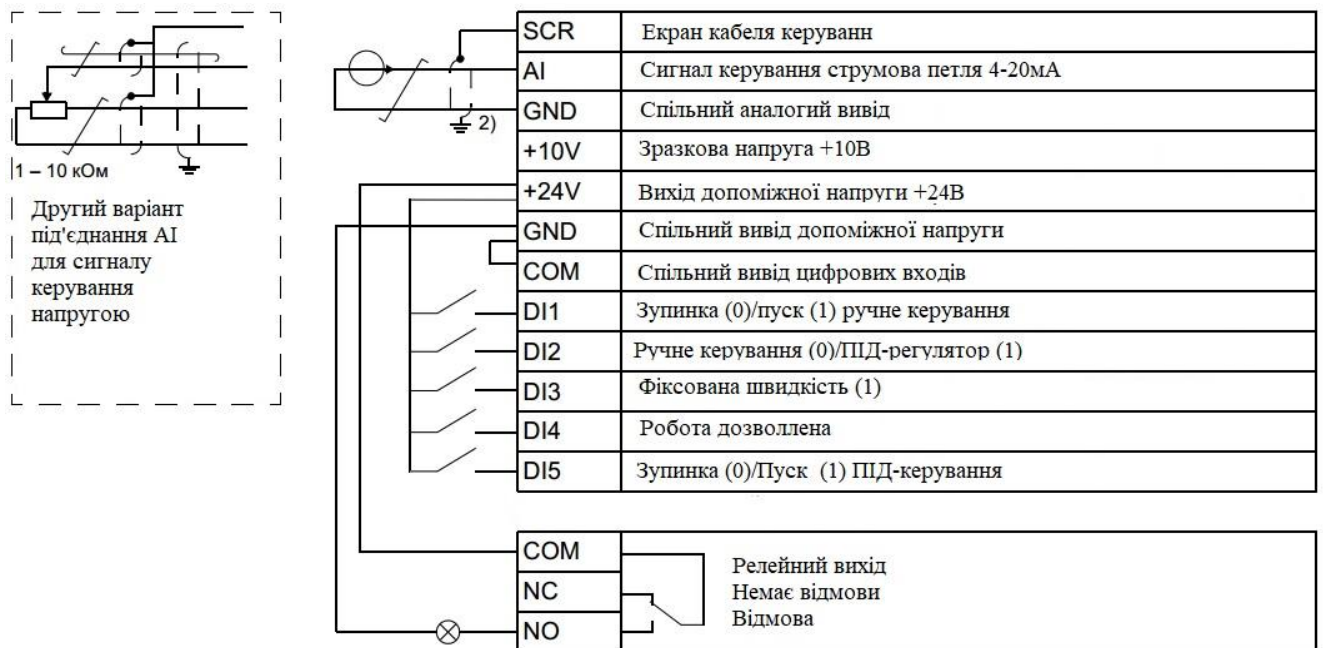 1 – 10 кОм
Другий варіант
під'єднання AI
для сигналу
керування
напругою
2)
SCR Екран кабеля керуванн
AI Сигнал керування струмова петля 4-20мА
GND Спільний аналогий вивід
+10V Зразкова напруга +10В
+24V Вихід допоміжної напруги +24В
GND Спільний вивід допоміжної напруги
COM Спільний вивід цифрових входів
DI1 Зупинка (0)/пуск (1) ручне керування
DI2 Ручне керування (0)/ПІД-регулятор (1)
DI3 Фіксована швидкість (1)
DI4 Робота дозволлена
DI5 Зупинка (0)/Пуск (1) ПІД-керування
COM
NC
NO
Релейний вихід
Немає відмови
Відмова